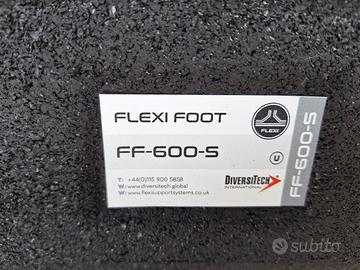 FLEXI FOOT
FLEXI
FF-600-S
FF-600-S
U
T: +44(0)115 900 5858
W: www.diversitech.global
W: www.flexisupportsystems.co.uk
DIVERSITECH
INTERNATIONAL
subito